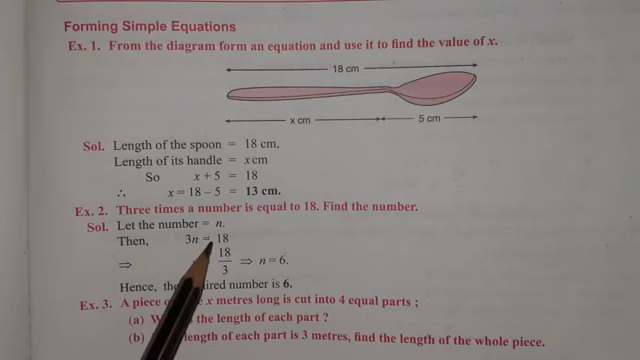 Forming Simple Equations
Ex. 1. From the diagram form an equation and use it to find the value of x.
18 cm
x cm 5 cm
Sol. Length of the spoon = 18 cm,
Length of its handle = x cm
So x + 5 = 18
∴ x = 18 – 5 = 13 cm.
Ex. 2. Three times a number is equal to 18. Find the number.
Sol. Let the number = n.
Then, 3n = 18
⇒ 18/3 ⇒ n = 6.
Hence, the number is 6.
Ex. 3. A piece x metres long is cut into 4 equal parts ;
(a) the length of each part ?
(b) length of each part is 3 metres, find the length of the whole piece.